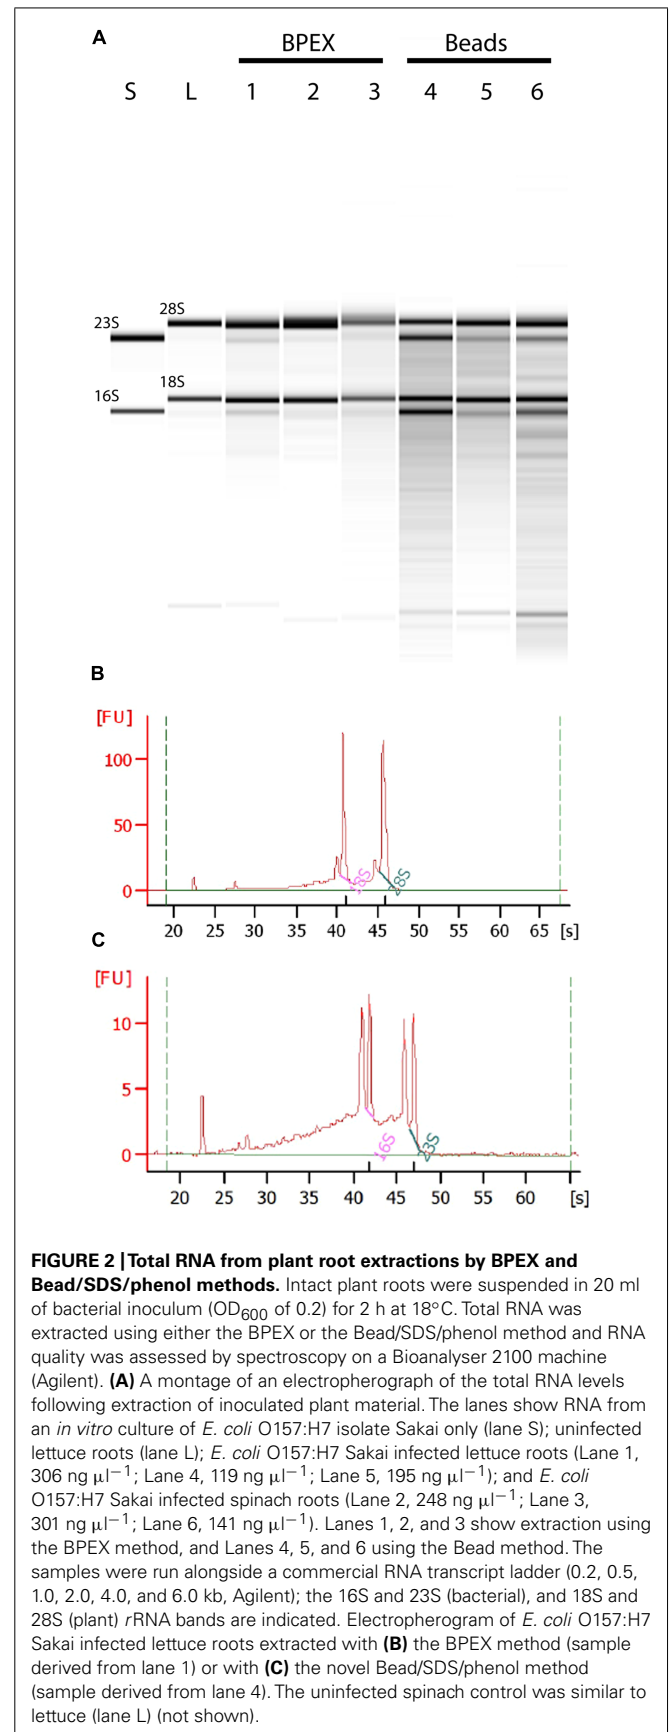 A
BPEX Beads
S L 1 2 3 4 5 6
28S
23S
18S
16S
B
[FU]
100
50
0
18S 28S
20 25 30 35 40 45 50 55 60 65 [s]
C
[FU]
10
5
0
16S 23S
20 25 30 35 40 45 50 55 60 [s]
FIGURE 2 | Total RNA from plant root extractions by BPEX and
Bead/SDS/phenol methods. Intact plant roots were suspended in 20 ml
of bacterial inoculum (OD600 of 0.2) for 2 h at 18°C. Total RNA was
extracted using either the BPEX or the Bead/SDS/phenol method and RNA
quality was assessed by spectroscopy on a Bioanalyser 2100 machine
(Agilent). (A) A montage of an electropherograph of the total RNA levels
following extraction of inoculated plant material. The lanes show RNA from
an in vitro culture of E. coli O157:H7 isolate Sakai only (lane S); uninfected
lettuce roots (lane L); E. coli O157:H7 Sakai infected lettuce roots (Lane 1,
306 ng μl−1; Lane 4, 119 ng μl−1; Lane 5, 195 ng μl−1); and E. coli
O157:H7 Sakai infected spinach roots (Lane 2, 248 ng μl−1; Lane 3,
301 ng μl−1; Lane 6, 141 ng μl−1). Lanes 1, 2, and 3 show extraction using
the BPEX method, and Lanes 4, 5, and 6 using the Bead method. The
samples were run alongside a commercial RNA transcript ladder (0.2, 0.5,
1.0, 2.0, 4.0, and 6.0 kb, Agilent); the 16S and 23S (bacterial), and 18S and
28S (plant) rRNA bands are indicated. Electropherogram of E. coli O157:H7
Sakai infected lettuce roots extracted with (B) the BPEX method (sample
derived from lane 1) or with (C) the novel Bead/SDS/phenol method
(sample derived from lane 4). The uninfected spinach control was similar to
lettuce (lane L) (not shown).